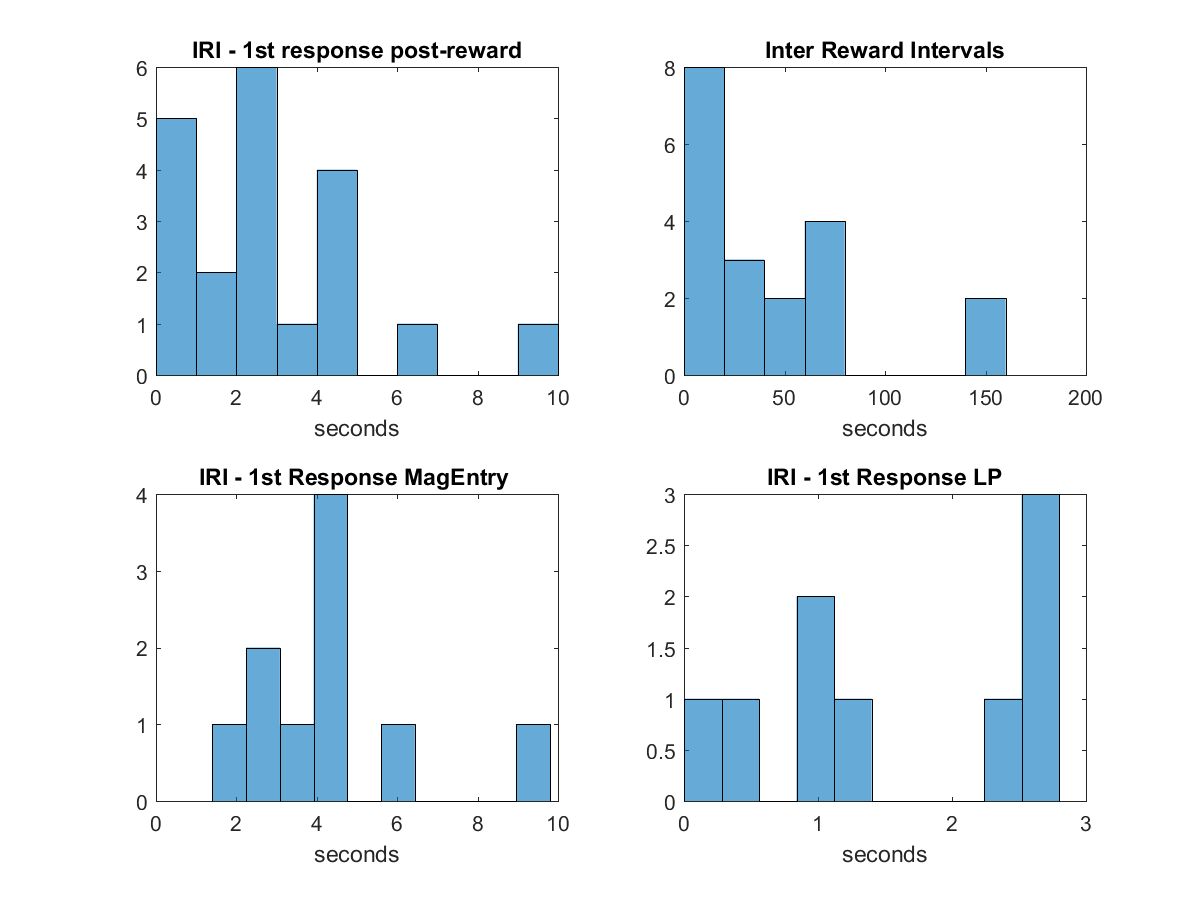 IRI - 1st response post-reward
6
5
4
3
2
1
0
0 2 4 6 8 10
seconds
Inter Reward Intervals
8
6
4
2
0
0 50 100 150 200
seconds
IRI - 1st Response MagEntry
4
3
2
1
0
0 2 4 6 8 10
seconds
IRI - 1st Response LP
3
2.5
2
1.5
1
0.5
0
0 1 2 3
seconds